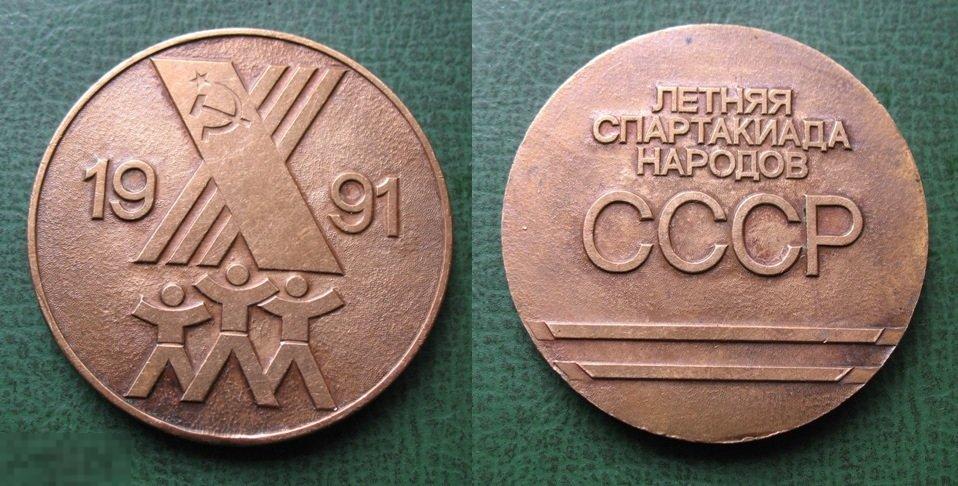 X
19 91
ЛЕТНЯЯ
СПАРТАКИАДА
НАРОДОВ
СССР